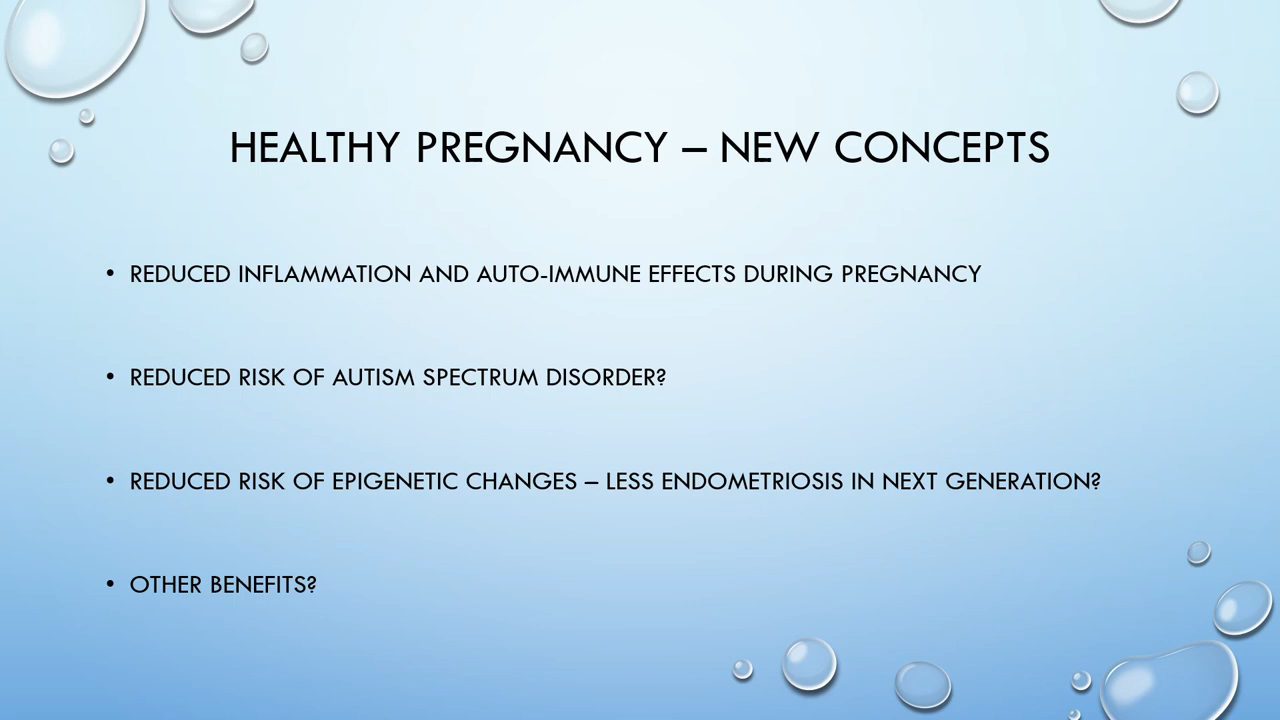 HEALTHY PREGNANCY – NEW CONCEPTS
• REDUCED INFLAMMATION AND AUTO-IMMUNE EFFECTS DURING PREGNANCY
• REDUCED RISK OF AUTISM SPECTRUM DISORDER?
• REDUCED RISK OF EPIGENETIC CHANGES – LESS ENDOMETRIOSIS IN NEXT GENERATION?
• OTHER BENEFITS?